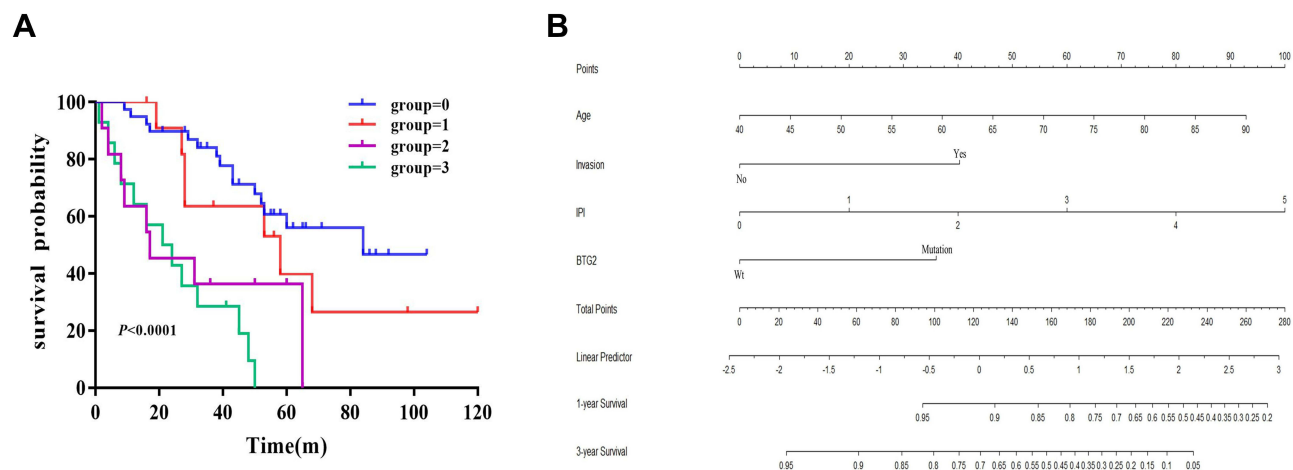 A
B
survival probability
100
80
60
40
20
0
0 20 40 60 80 100 120
Time(m)
group=0
group=1
group=2
group=3
P<0.0001
Points
0 10 20 30 40 50 60 70 80 90 100
Age
40 45 50 55 60 65 70 75 80 85 90
Invasion
No Yes
IPI
0 1 2 3 4 5
BTG2
Wt Mutation
Total Points
0 20 40 60 80 100 120 140 160 180 200 220 240 260 280
Linear Predictor
-2.5 -2 -1.5 -1 -0.5 0 0.5 1 1.5 2 2.5 3
1-year Survival
0.95 0.9 0.85 0.8 0.75 0.7 0.65 0.6 0.55 0.5 0.45 0.4 0.35 0.3 0.25 0.2
3-year Survival
0.95 0.9 0.85 0.8 0.75 0.7 0.65 0.6 0.55 0.5 0.45 0.4 0.35 0.3 0.25 0.2 0.15 0.1 0.05